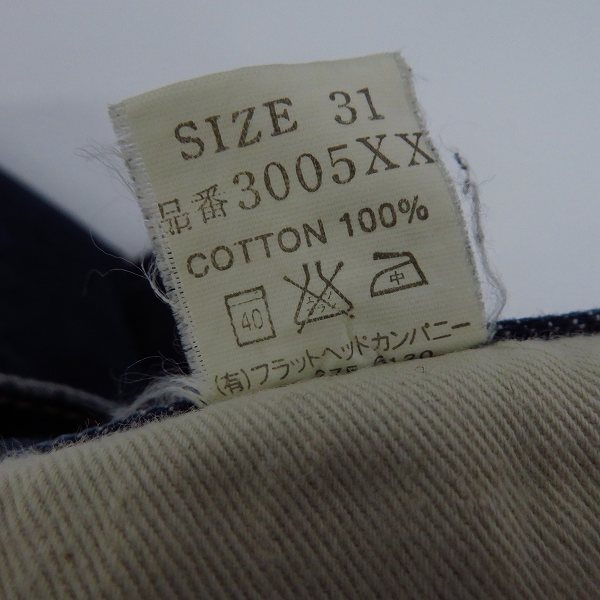 SIZE 31
品番3005XX
COTTON 100%
40 中
(有)フラットヘッドカンパニー